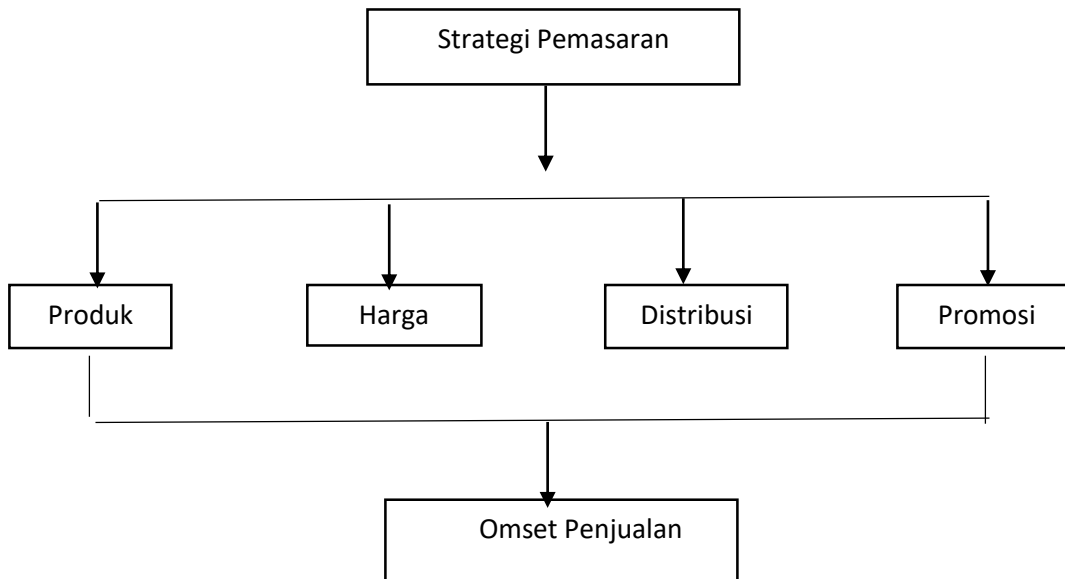 Strategi Pemasaran
Produk
Harga
Distribusi
Promosi
Omset Penjualan